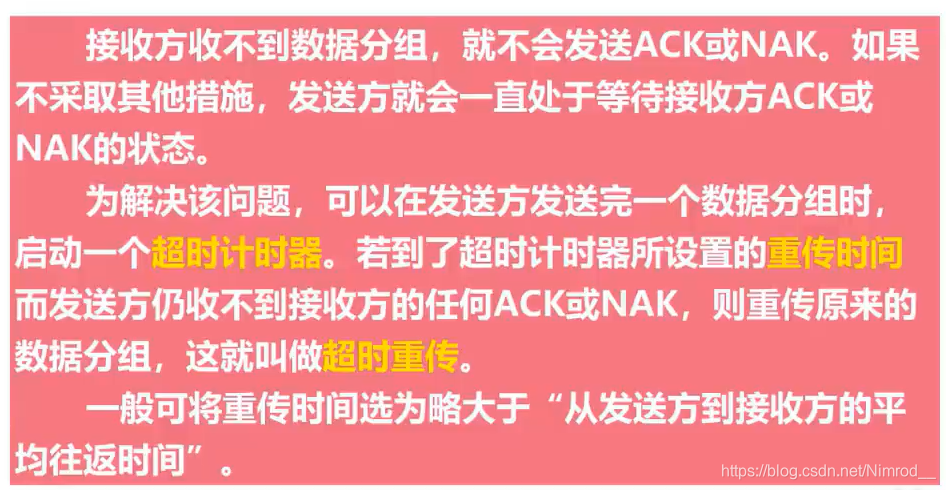 接收方收不到数据分组，就不会发送ACK或NAK。如果
不采取其他措施，发送方就会一直处于等待接收方ACK或
NAK的状态。
为解决该问题，可以在发送方发送完一个数据分组时，
启动一个超时计时器。若到了超时计时器所设置的重传时间
而发送方仍收不到接收方的任何ACK或NAK，则重传原来的
数据分组，这就叫做超时重传。
一般可将重传时间选为略大于“从发送方到接收方的平
均往返时间”。
https://blog.csdn.net/Nimrod__